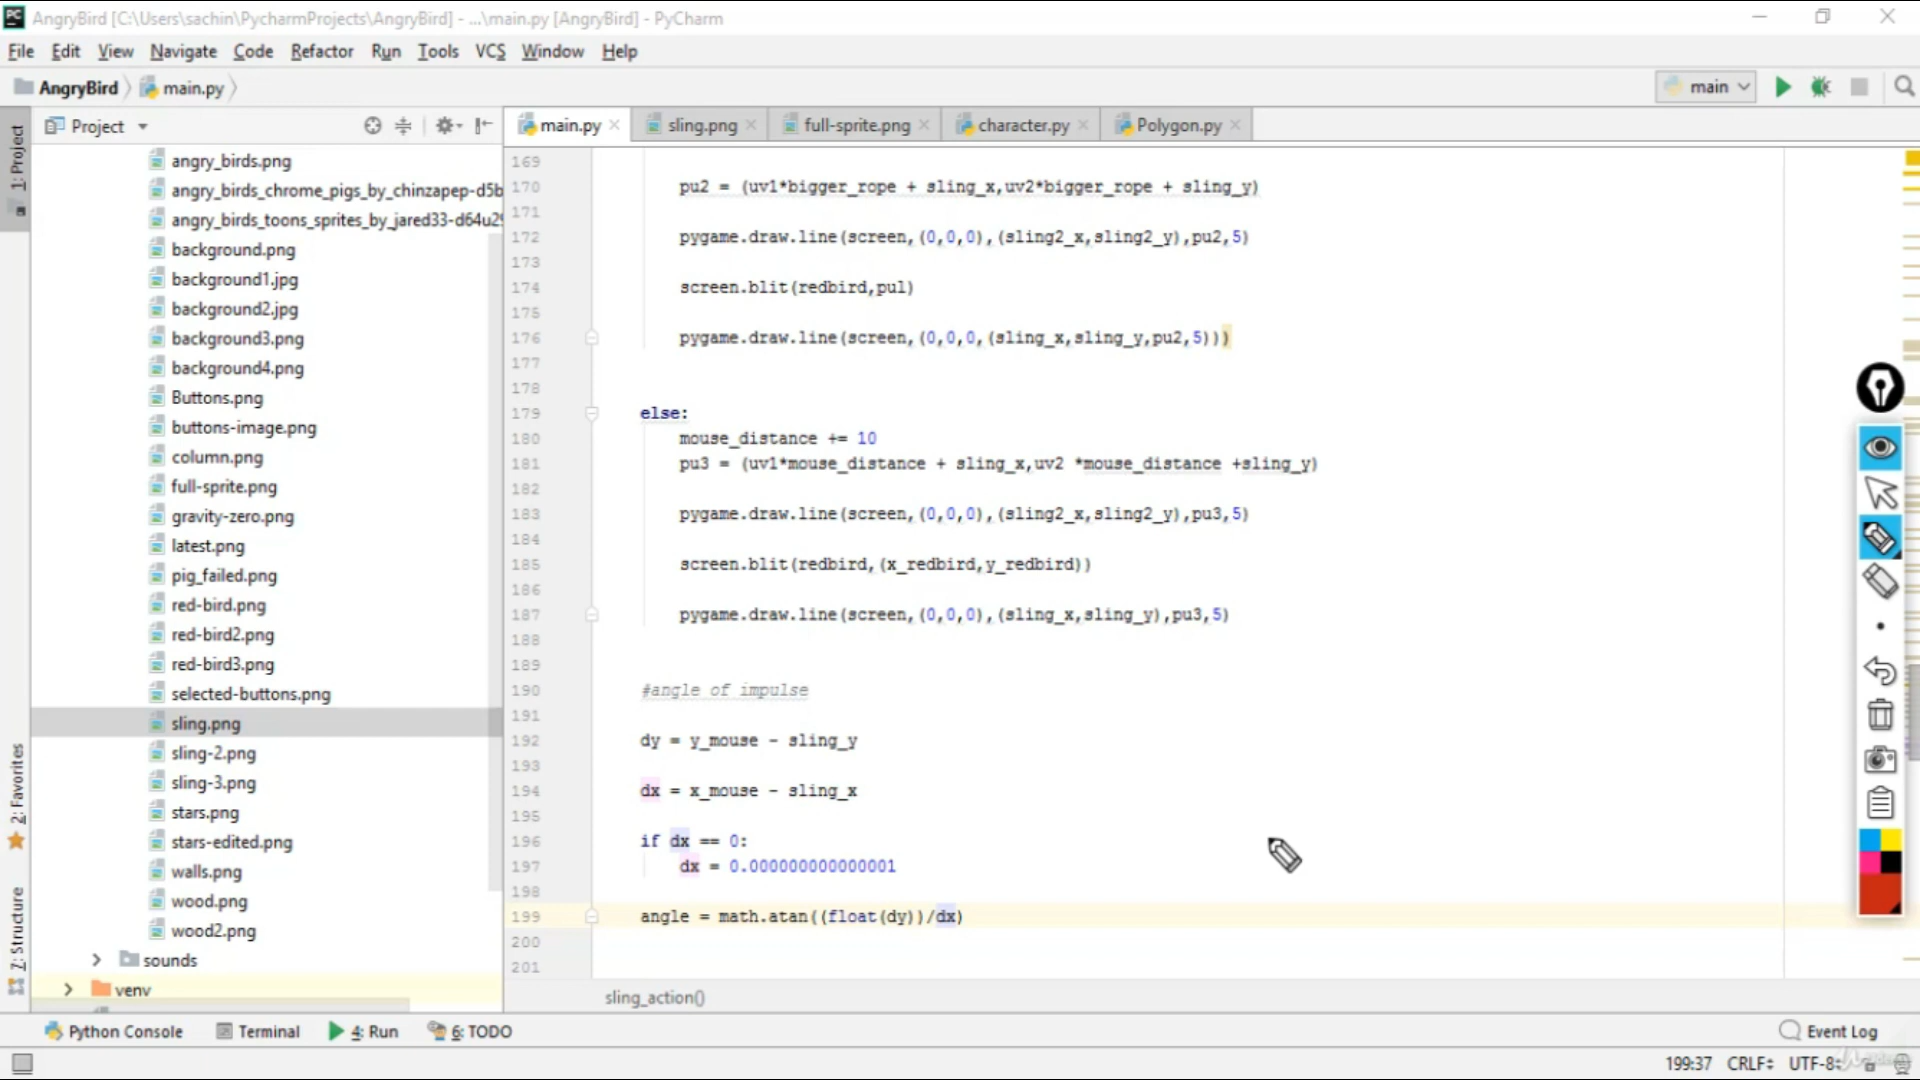 AngryBird [C:\Users\sachin\PycharmProjects\AngryBird] - ...\main.py [AngryBird] - PyCharm
File Edit View Navigate Code Refactor Run Tools VCS Window Help
AngryBird main.py main
Project
main.py sling.png full-sprite.png character.py Polygon.py
1: Project
2: Favorites
7: Structure
angry_birds.png
angry_birds_chrome_pigs_by_chinzapep-d5b
angry_birds_toons_sprites_by_jared33-d64u2
background.png
background1.jpg
background2.jpg
background3.png
background4.png
Buttons.png
buttons-image.png
column.png
full-sprite.png
gravity-zero.png
latest.png
pig_failed.png
red-bird.png
red-bird2.png
red-bird3.png
selected-buttons.png
sling.png
sling-2.png
sling-3.png
stars.png
stars-edited.png
walls.png
wood.png
wood2.png
sounds
venv
169
170 pu2 = (uv1*bigger_rope + sling_x,uv2*bigger_rope + sling_y)
171
172 pygame.draw.line(screen,(0,0,0),(sling2_x,sling2_y),pu2,5)
173
174 screen.blit(redbird,pul)
175
176 pygame.draw.line(screen,(0,0,0,(sling_x,sling_y,pu2,5)))
177
178
179 else:
180 mouse_distance += 10
181 pu3 = (uv1*mouse_distance + sling_x,uv2 *mouse_distance +sling_y)
182
183 pygame.draw.line(screen,(0,0,0),(sling2_x,sling2_y),pu3,5)
184
185 screen.blit(redbird,(x_redbird,y_redbird))
186
187 pygame.draw.line(screen,(0,0,0),(sling_x,sling_y),pu3,5)
188
189
190 #angle of impulse
191
192 dy = y_mouse - sling_y
193
194 dx = x_mouse - sling_x
195
196 if dx == 0:
197 dx = 0.000000000000001
198
199 angle = math.atan((float(dy))/dx)
200
201
sling_action()
Python Console Terminal 4: Run 6: TODO Event Log
199:37 CRLF UTF-8